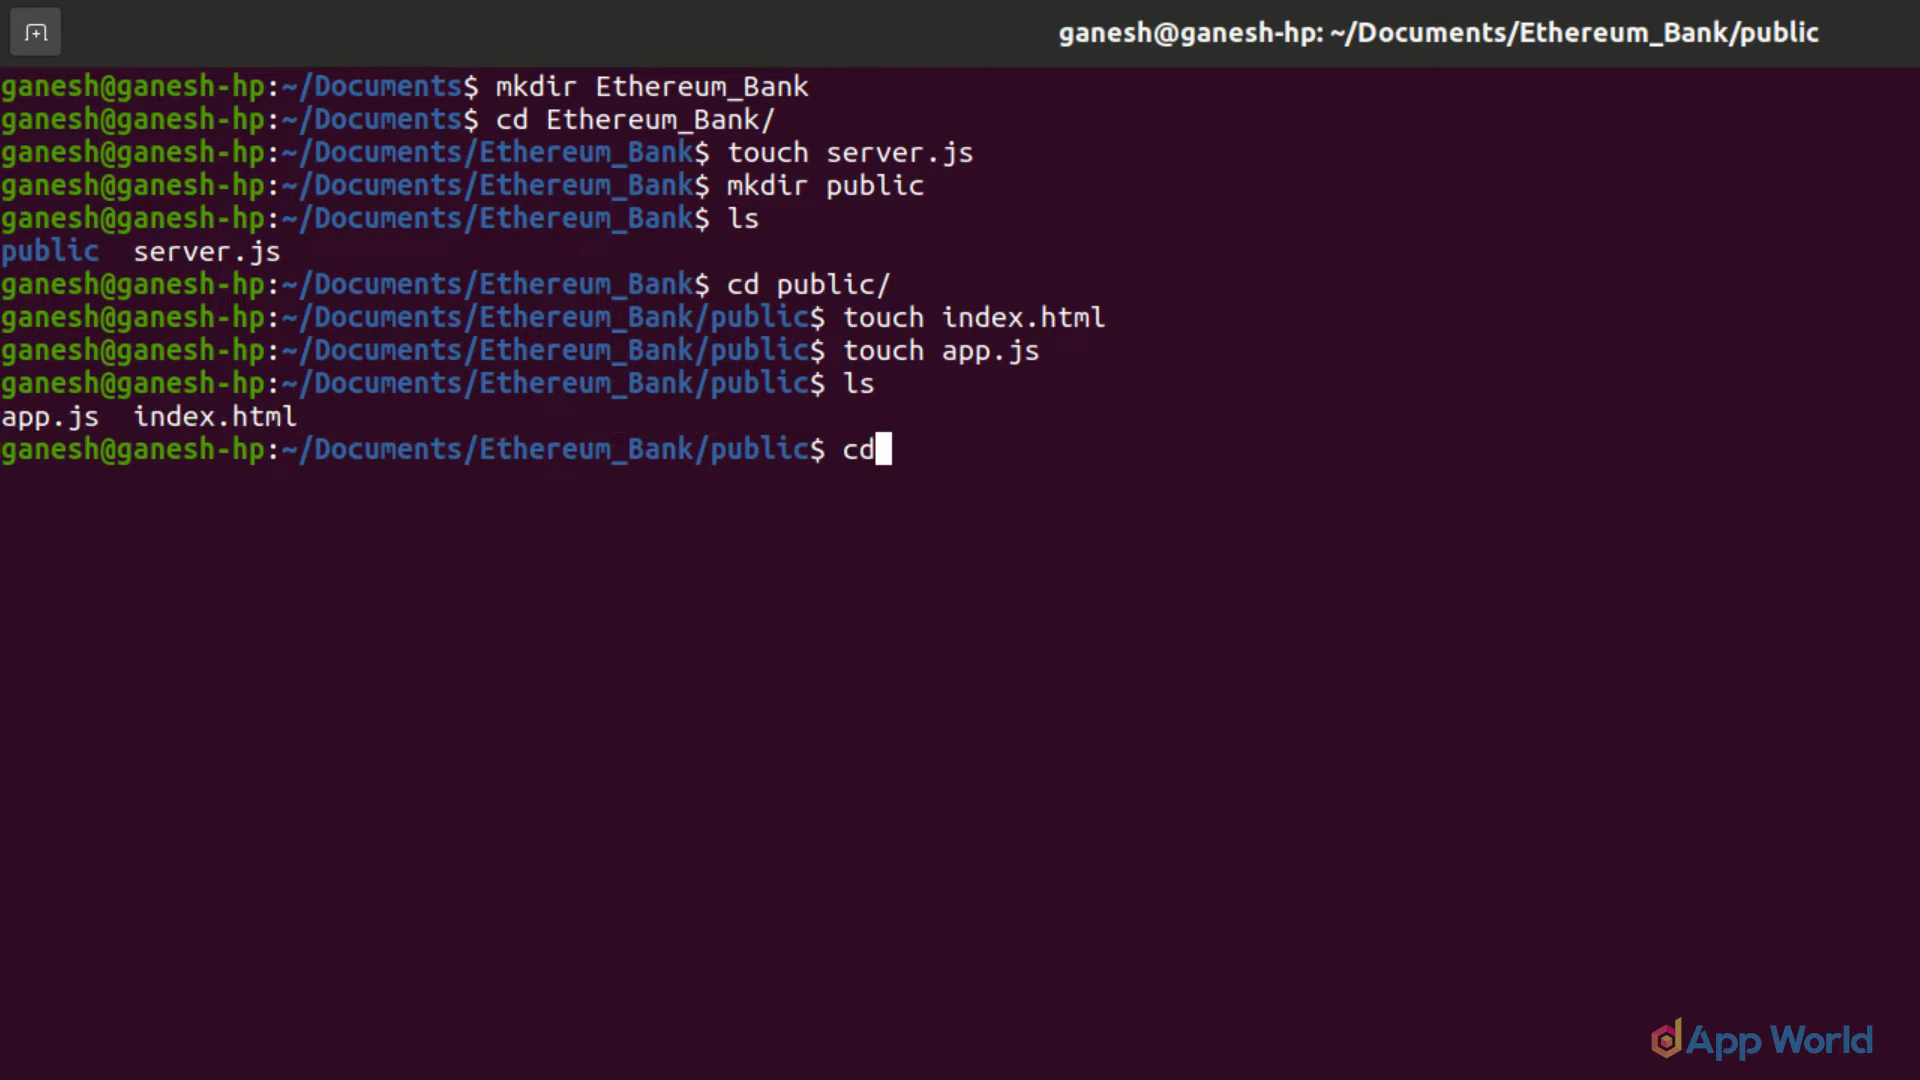 ganesh@ganesh-hp: ~/Documents/Ethereum_Bank/public
ganesh@ganesh-hp:~/Documents$ mkdir Ethereum_Bank
ganesh@ganesh-hp:~/Documents$ cd Ethereum_Bank/
ganesh@ganesh-hp:~/Documents/Ethereum_Bank$ touch server.js
ganesh@ganesh-hp:~/Documents/Ethereum_Bank$ mkdir public
ganesh@ganesh-hp:~/Documents/Ethereum_Bank$ ls
public  server.js
ganesh@ganesh-hp:~/Documents/Ethereum_Bank$ cd public/
ganesh@ganesh-hp:~/Documents/Ethereum_Bank/public$ touch index.html
ganesh@ganesh-hp:~/Documents/Ethereum_Bank/public$ touch app.js
ganesh@ganesh-hp:~/Documents/Ethereum_Bank/public$ ls
app.js  index.html
ganesh@ganesh-hp:~/Documents/Ethereum_Bank/public$ cd
App World